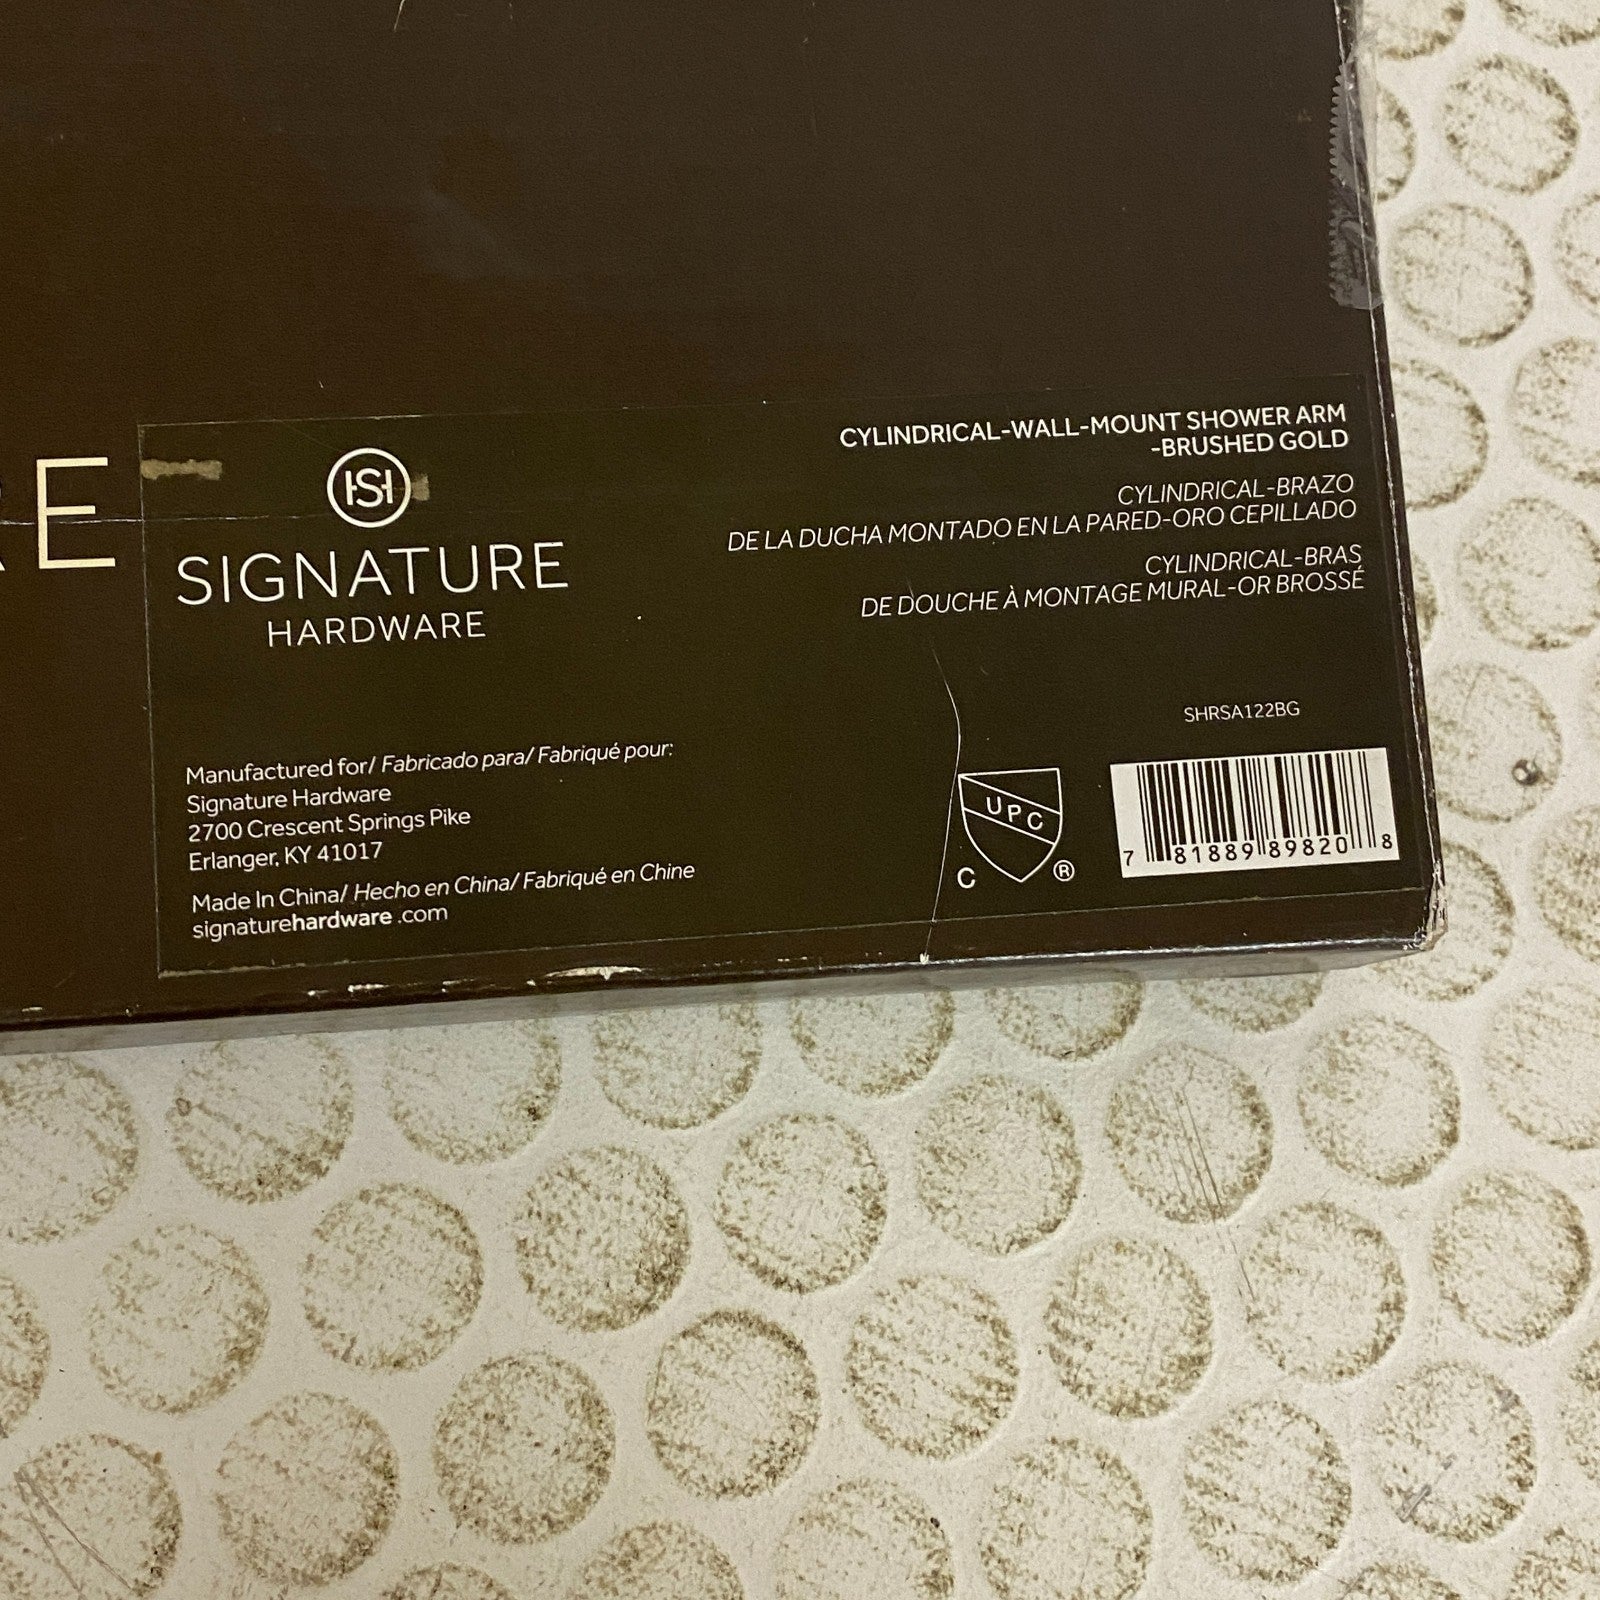 RE
HS
SIGNATURE
HARDWARE
CYLINDRICAL-WALL-MOUNT SHOWER ARM
-BRUSHED GOLD
CYLINDRICAL-BRAZO
DE LA DUCHA MONTADO EN LA PARED-ORO CEPILLADO
CYLINDRICAL-BRAS
DE DOUCHE À MONTAGE MURAL-OR BROSSÉ
Manufactured for/ Fabricado para/ Fabriqué pour:
Signature Hardware
2700 Crescent Springs Pike
Erlanger, KY 41017
Made In China/ Hecho en China/ Fabriqué en Chine
signaturehardware.com
SHRSA122BG
UPC
C ®
7 81889 89820 8